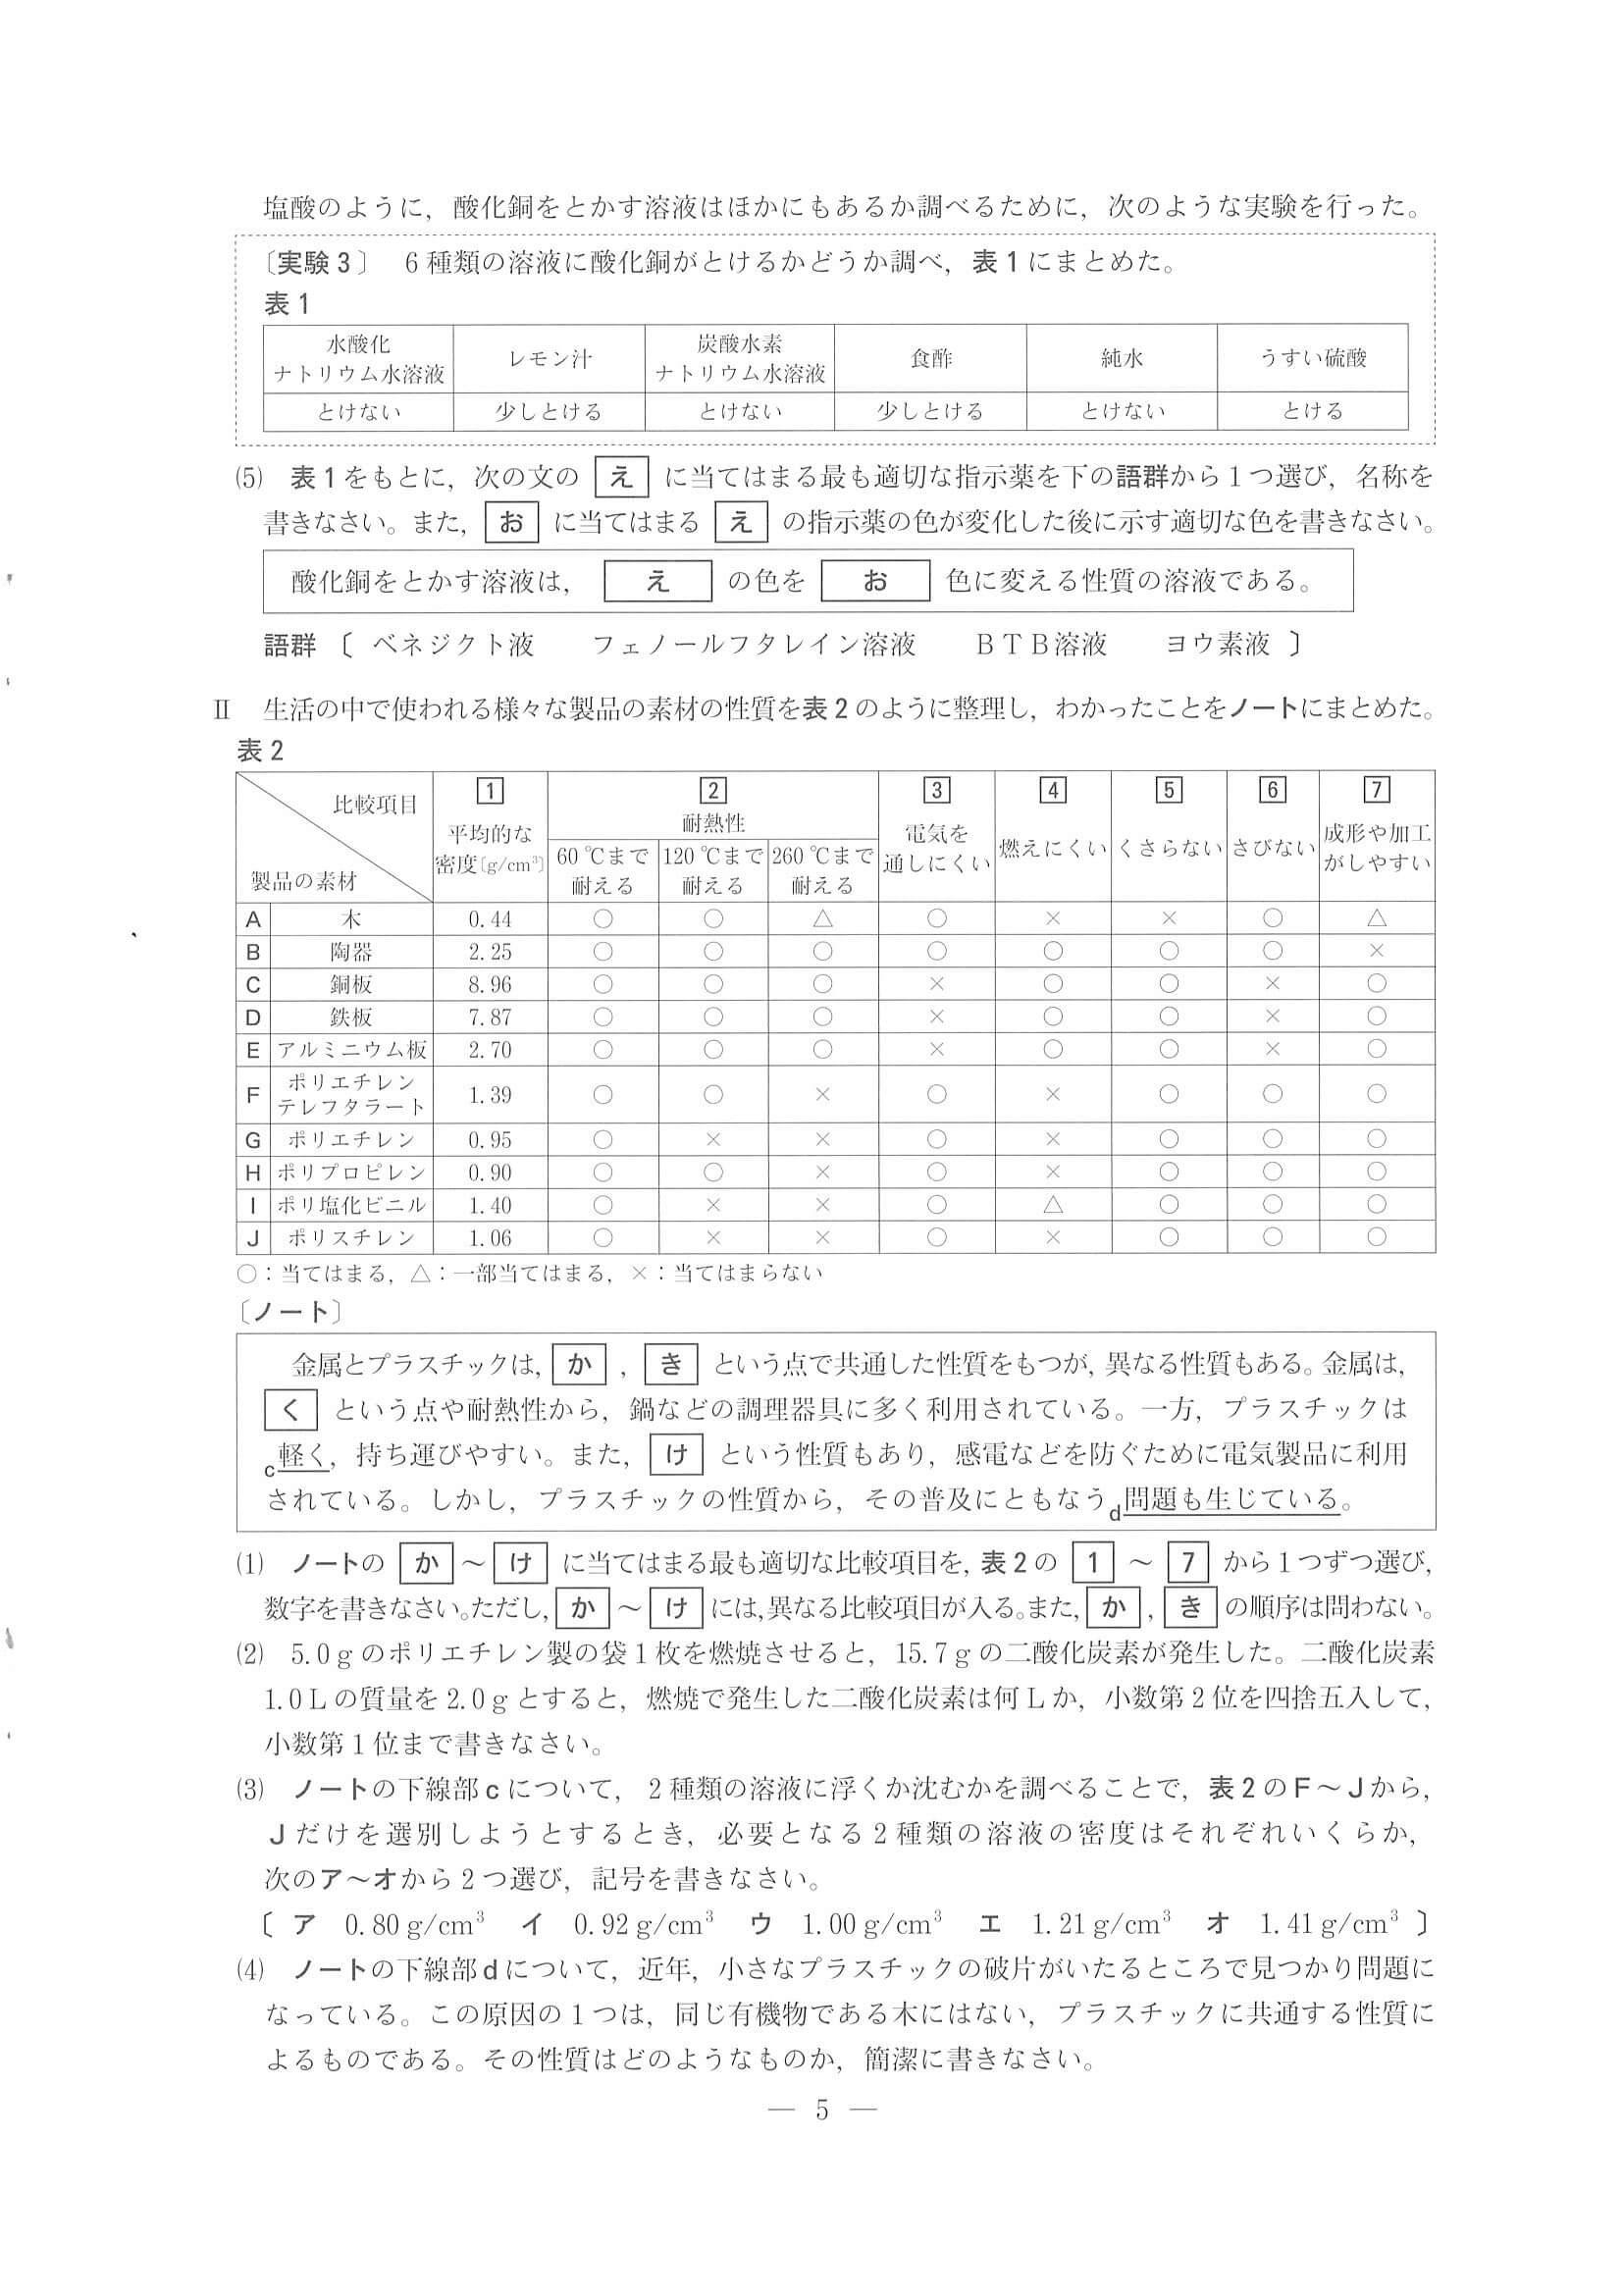 塩酸のように，酸化銅をとかす溶液はほかにもあるか調べるために，次のような実験を行った。
〔実験3〕 6種類の溶液に酸化銅がとけるかどうか調べ，表1にまとめた。
表1
水酸化ナトリウム水溶液 レモン汁 炭酸水素ナトリウム水溶液 食酢 純水 うすい硫酸
とけない 少しとける とけない 少しとける とけない とける
(5) 表1をもとに，次の文の え に当てはまる最も適切な指示薬を下の語群から1つ選び，名称を
書きなさい。また， お に当てはまる え の指示薬の色が変化した後に示す適切な色を書きなさい。
酸化銅をとかす溶液は， え の色を お 色に変える性質の溶液である。
語群〔 ベネジクト液 フェノールフタレイン溶液 BTB溶液 ヨウ素液 〕
Ⅱ 生活の中で使われる様々な製品の素材の性質を表2のように整理し，わかったことをノートにまとめた。
表2
比較項目
製品の素材
1 平均的な密度〔g/cm³〕
2 耐熱性
60℃まで耐える 120℃まで耐える 260℃まで耐える
3 電気を通しにくい
4 燃えにくい
5 くさらない
6 さびない
7 成形や加工がしやすい
A 木 0.44 ○ ○ △ ○ × × ○ △
B 陶器 2.25 ○ ○ ○ ○ ○ ○ ○ ×
C 銅板 8.96 ○ ○ ○ × ○ ○ × ○
D 鉄板 7.87 ○ ○ ○ × ○ ○ × ○
E アルミニウム板 2.70 ○ ○ ○ × ○ ○ × ○
F ポリエチレンテレフタラート 1.39 ○ ○ × ○ × ○ ○ ○
G ポリエチレン 0.95 ○ × × ○ × ○ ○ ○
H ポリプロピレン 0.90 ○ ○ × ○ × ○ ○ ○
I ポリ塩化ビニル 1.40 ○ × × ○ △ ○ ○ ○
J ポリスチレン 1.06 ○ × × ○ × ○ ○ ○
○：当てはまる，△：一部当てはまる，×：当てはまらない
〔ノート〕
金属とプラスチックは， か ， き という点で共通した性質をもつが，異なる性質もある。金属は，
く という点や耐熱性から，鍋などの調理器具に多く利用されている。一方，プラスチックは
c軽く，持ち運びやすい。また， け という性質もあり，感電などを防ぐために電気製品に利用
されている。しかし，プラスチックの性質から，その普及にともなうd問題も生じている。
(1) ノートの か ～ け に当てはまる最も適切な比較項目を，表2の 1 ～ 7 から1つずつ選び，
数字を書きなさい。ただし， か ～ け には，異なる比較項目が入る。また， か ， き の順序は問わない。
(2) 5.0gのポリエチレン製の袋1枚を燃焼させると，15.7gの二酸化炭素が発生した。二酸化炭素
1.0Lの質量を2.0gとすると，燃焼で発生した二酸化炭素は何Lか，小数第2位を四捨五入して，
小数第1位まで書きなさい。
(3) ノートの下線部cについて，2種類の溶液に浮くか沈むかを調べることで，表2のF～Jから，
Jだけを選別しようとするとき，必要となる2種類の溶液の密度はそれぞれいくらか，
次のア～オから2つ選び，記号を書きなさい。
〔 ア 0.80g/cm³ イ 0.92g/cm³ ウ 1.00g/cm³ エ 1.21g/cm³ オ 1.41g/cm³ 〕
(4) ノートの下線部dについて，近年，小さなプラスチックの破片がいたるところで見つかり問題に
なっている。この原因の1つは，同じ有機物である木にはない，プラスチックに共通する性質に
よるものである。その性質はどのようなものか，簡潔に書きなさい。
— 5 —